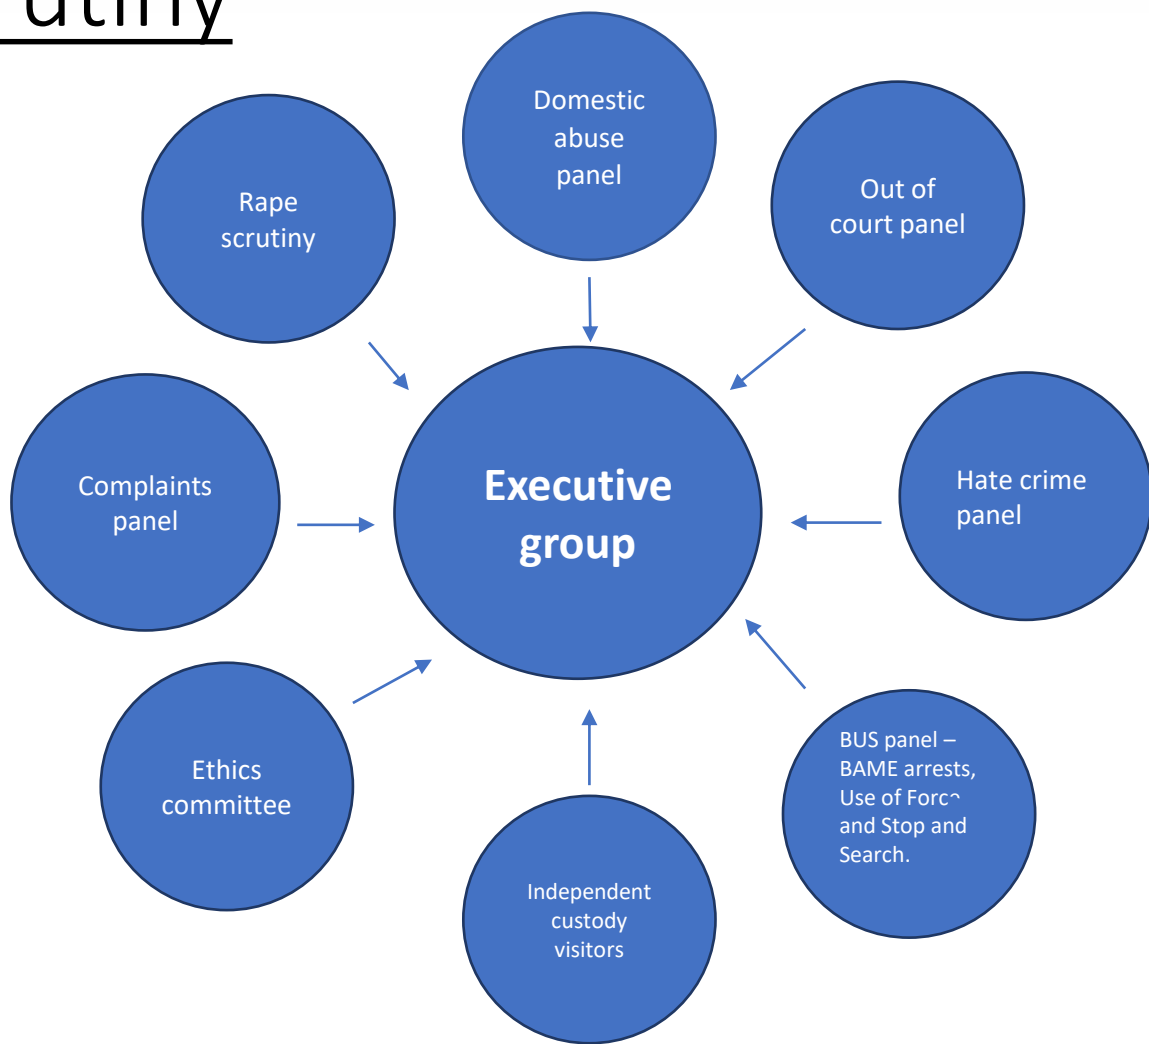 utiny
Domestic
abuse
panel
Out of
court panel
Rape
scrutiny
Executive
group
Hate crime
panel
Complaints
panel
BUS panel –
BAME arrests,
Use of
and Stop and
Search.
Ethics
committee
Independent
custody
visitors